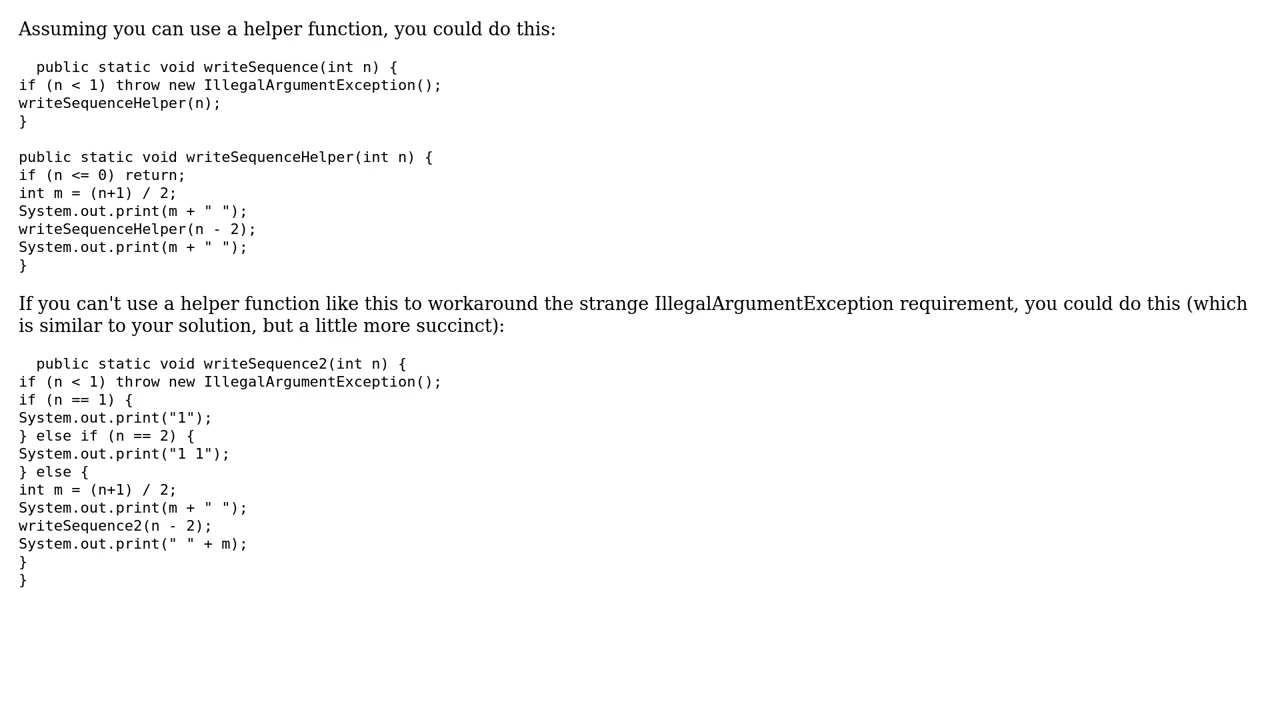 Assuming you can use a helper function, you could do this:
  public static void writeSequence(int n) {
if (n < 1) throw new IllegalArgumentException();
writeSequenceHelper(n);
}
public static void writeSequenceHelper(int n) {
if (n <= 0) return;
int m = (n+1) / 2;
System.out.print(m + " ");
writeSequenceHelper(n - 2);
System.out.print(m + " ");
}
If you can't use a helper function like this to workaround the strange IllegalArgumentException requirement, you could do this (which
is similar to your solution, but a little more succinct):
  public static void writeSequence2(int n) {
if (n < 1) throw new IllegalArgumentException();
if (n == 1) {
System.out.print("1");
} else if (n == 2) {
System.out.print("1 1");
} else {
int m = (n+1) / 2;
System.out.print(m + " ");
writeSequence2(n - 2);
System.out.print(" " + m);
}
}